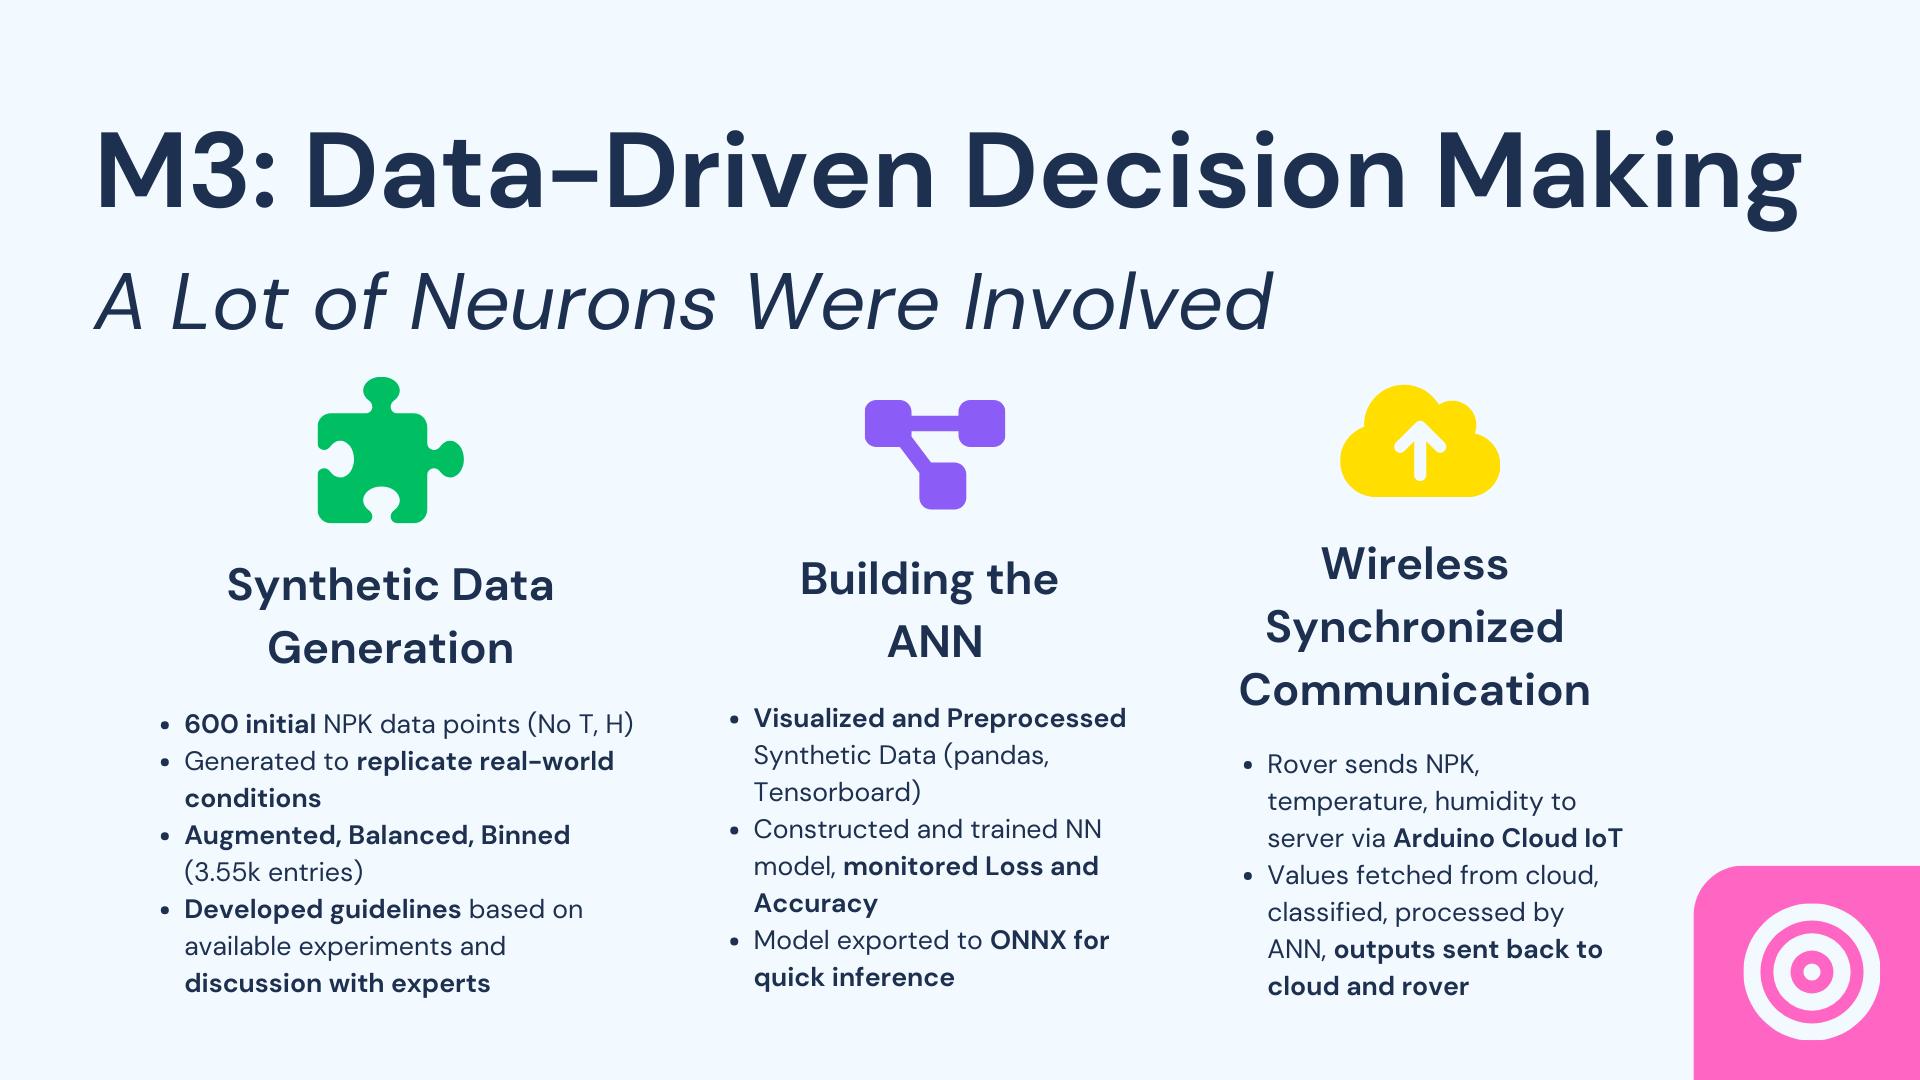 M3: Data-Driven Decision Making
A Lot of Neurons Were Involved
Synthetic Data
Generation
• 600 initial NPK data points (No T, H)
• Generated to replicate real-world
conditions
• Augmented, Balanced, Binned
(3.55k entries)
• Developed guidelines based on
available experiments and
discussion with experts
Building the
ANN
• Visualized and Preprocessed
Synthetic Data (pandas,
Tensorboard)
• Constructed and trained NN
model, monitored Loss and
Accuracy
• Model exported to ONNX for
quick inference
Wireless
Synchronized
Communication
• Rover sends NPK,
temperature, humidity to
server via Arduino Cloud IoT
• Values fetched from cloud,
classified, processed by
ANN, outputs sent back to
cloud and rover